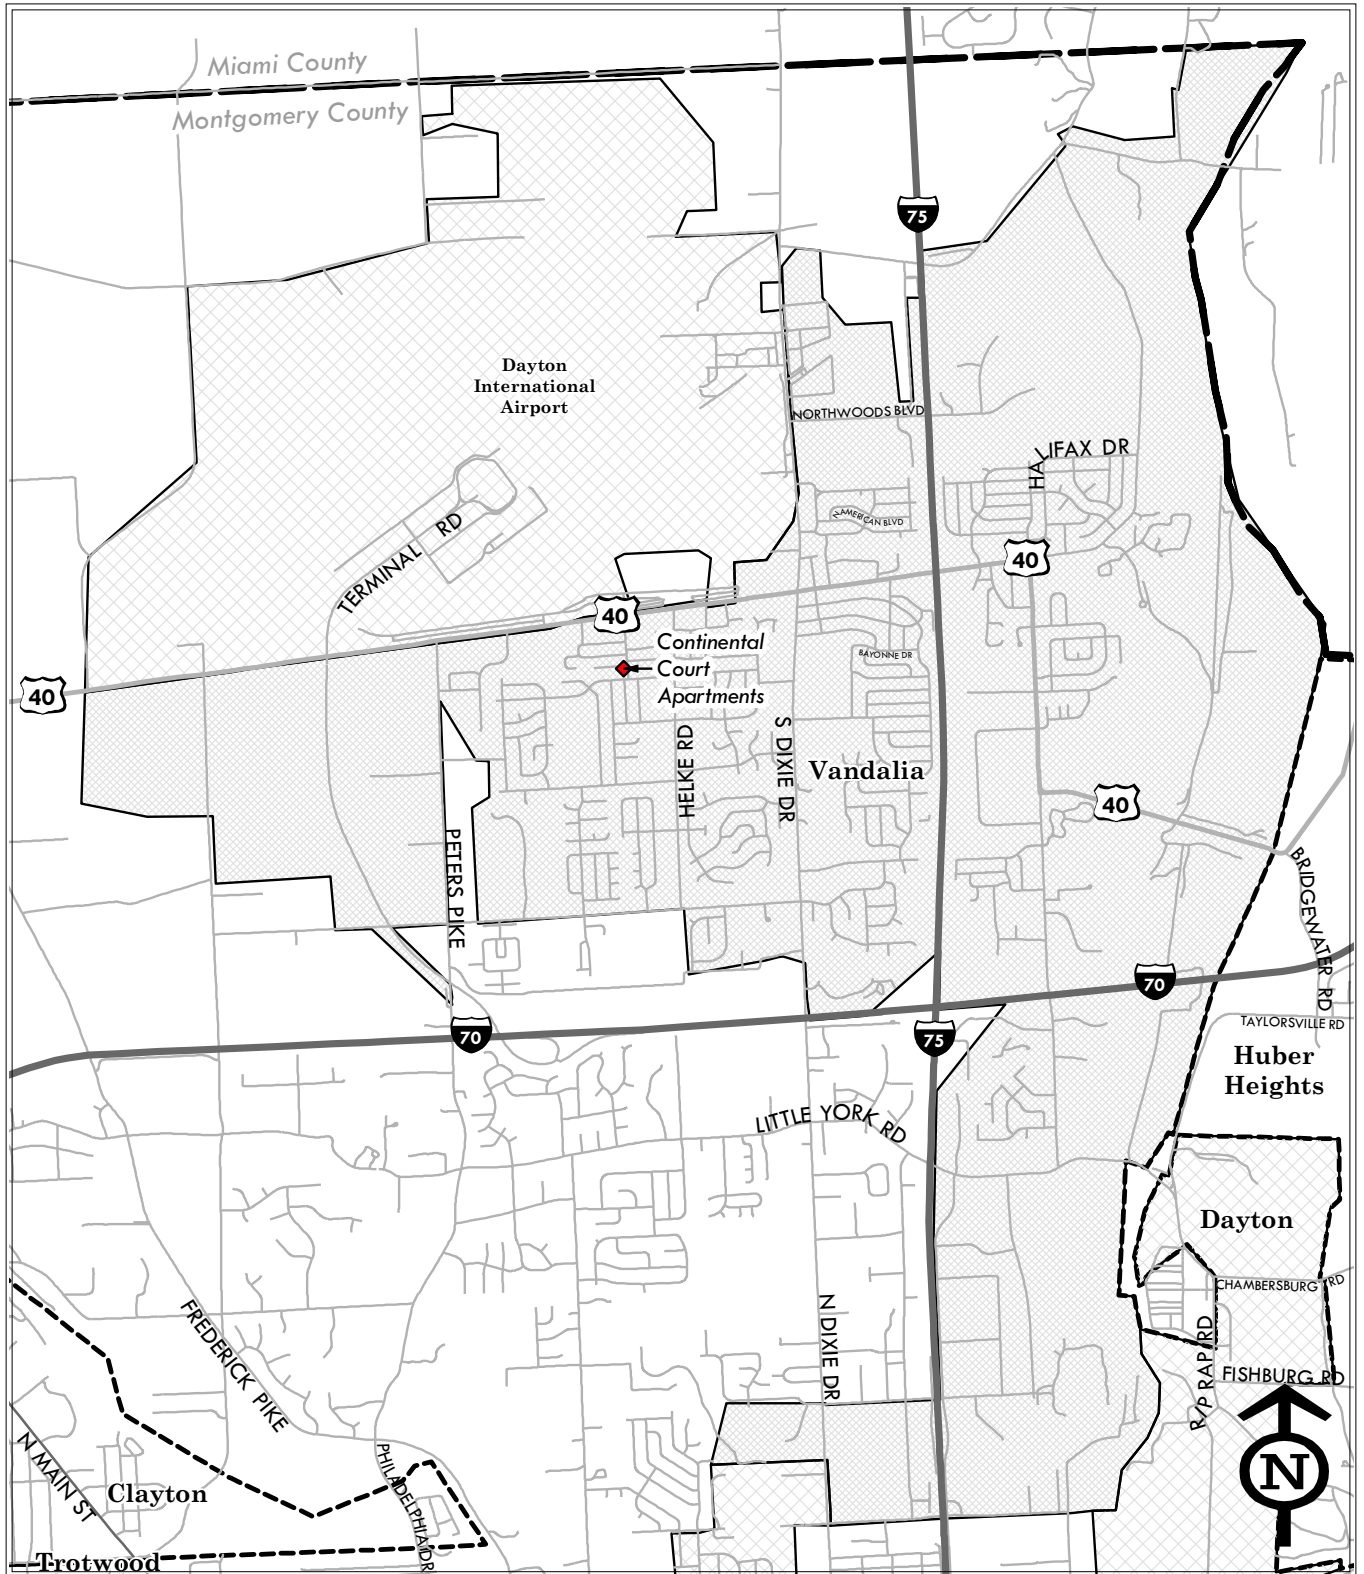 Miami County
Montgomery County
75
Dayton
International
Airport
NORTHWOODS BLVD
HALIFAX DR
N AMERICAN BLVD
TERMINAL RD
40
40
Continental
Court
Apartments
BAYONNE DR
40
HELKE RD
S DIXIE DR
Vandalia
40
PETERS PIKE
BRIDGEWATER RD
70
70
75
TAYLORSVILLE RD
Huber
Heights
LITTLE YORK RD
Dayton
CHAMBERSBURG RD
FREDERICK PIKE
N DIXIE DR
RIP RAP RD
FISHBURG RD
N MAIN ST
PHILADELPHIA DR
N
Clayton
Trotwood